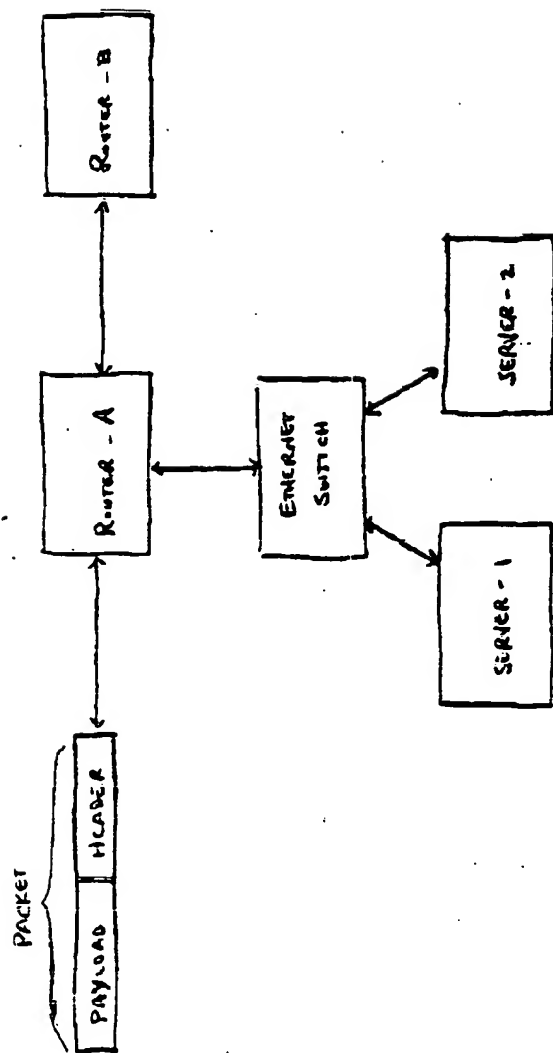 PACKET
PAYLOAD HEADER
ROUTER - A
ROUTER - B
ETHERNET
SWITCH
SERVER - 1
SERVER - 2